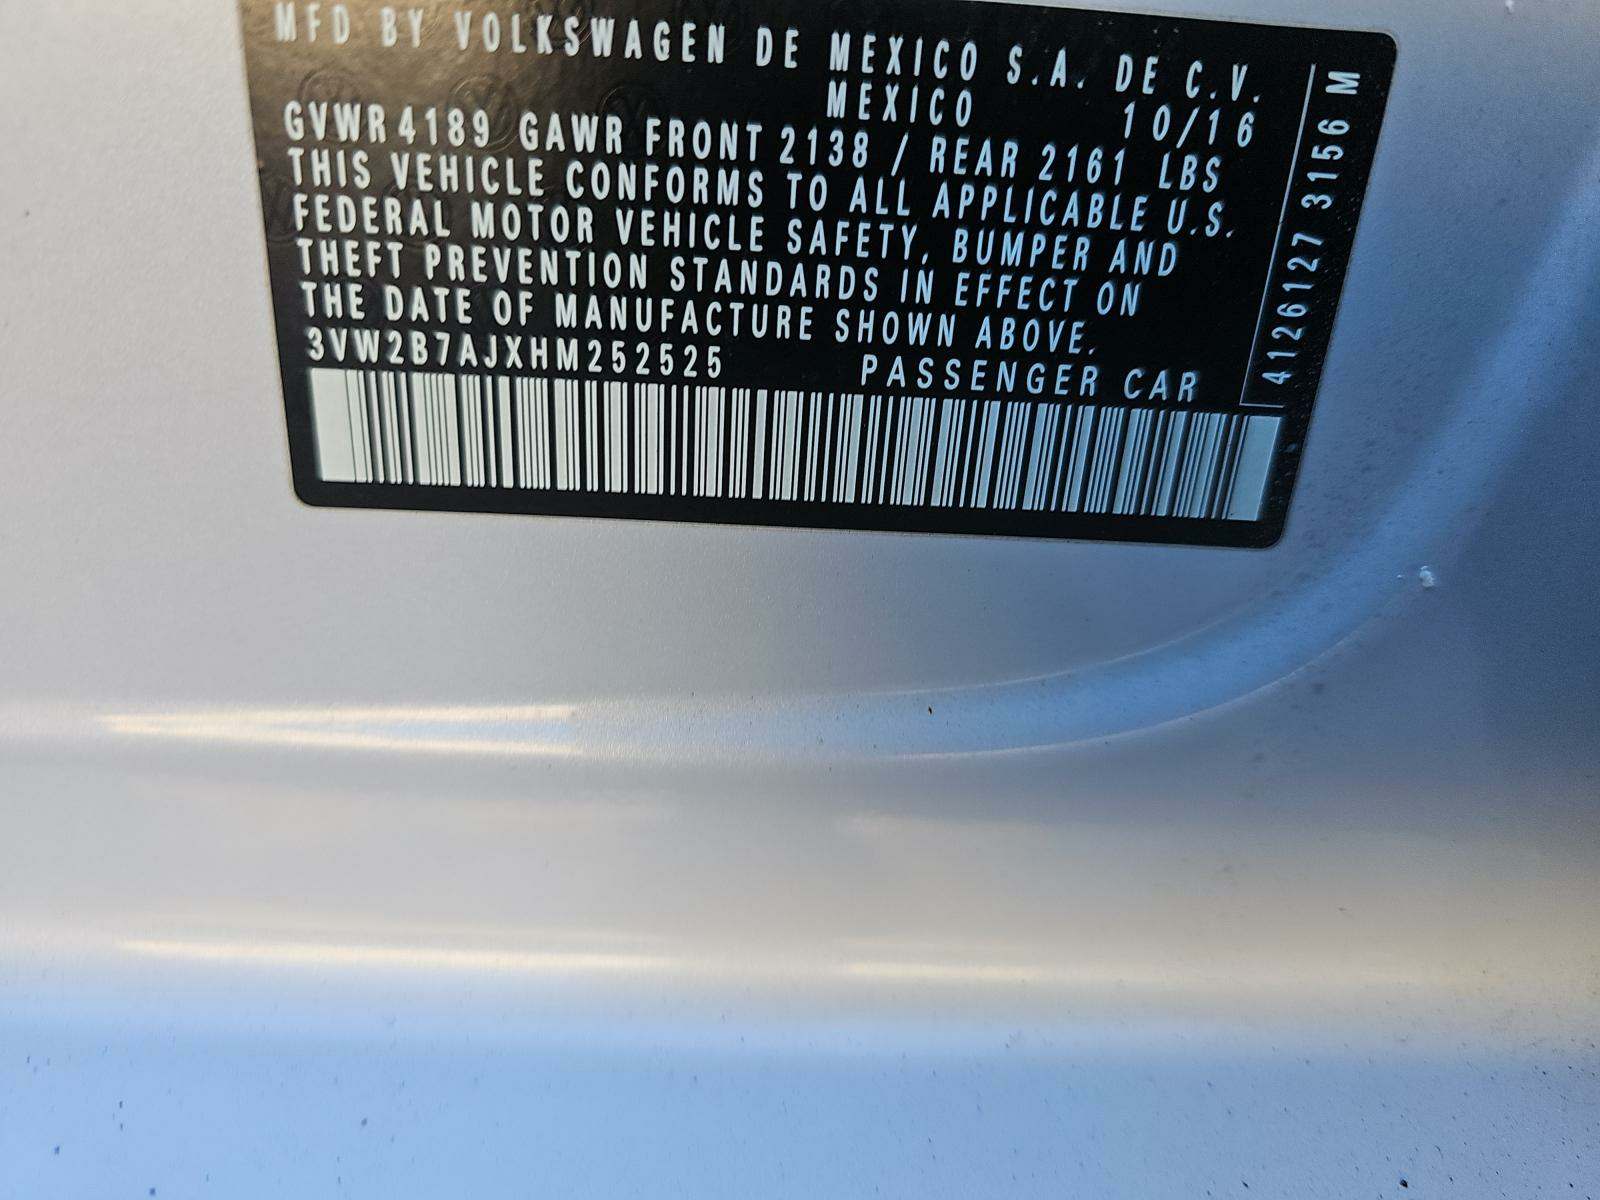 MFD BY VOLKSWAGEN DE MEXICO S.A. DE C.V.
MEXICO 10/16
GVWR 4189 GAWR FRONT 2138 / REAR 2161 LBS
THIS VEHICLE CONFORMS TO ALL APPLICABLE U.S.
FEDERAL MOTOR VEHICLE SAFETY, BUMPER AND
THEFT PREVENTION STANDARDS IN EFFECT ON
THE DATE OF MANUFACTURE SHOWN ABOVE.
3VW2B7AJXHM252525 PASSENGER CAR
4126127 3156 M